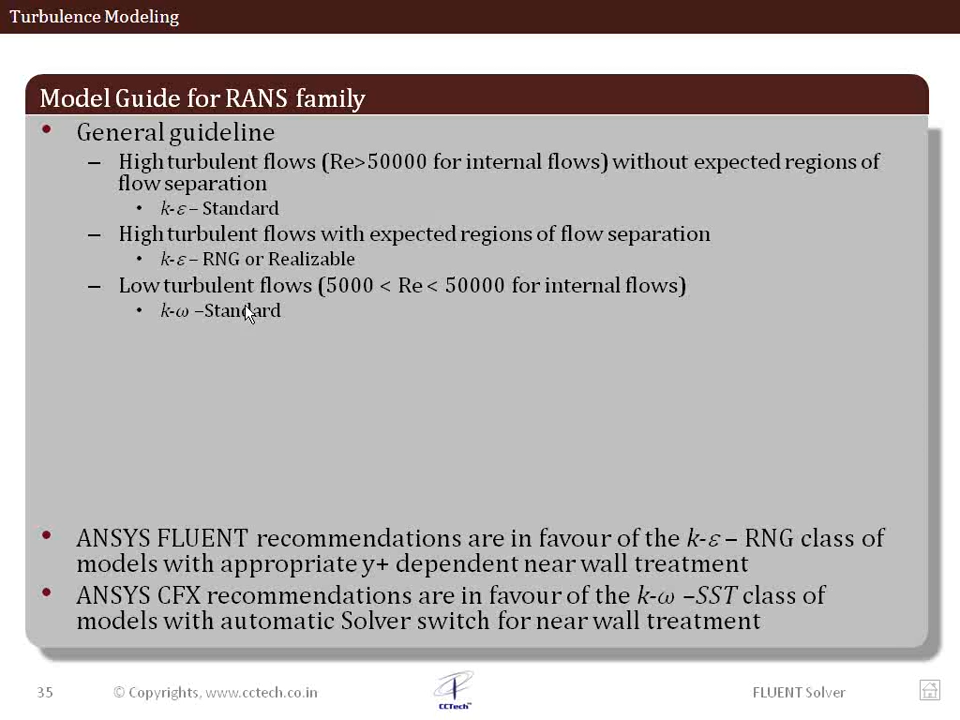 Turbulence Modeling
Model Guide for RANS family
• General guideline
– High turbulent flows (Re>50000 for internal flows) without expected regions of
flow separation
• k-ε – Standard
– High turbulent flows with expected regions of flow separation
• k-ε – RNG or Realizable
– Low turbulent flows (5000 < Re < 50000 for internal flows)
• k-ω –Standard
• ANSYS FLUENT recommendations are in favour of the k-ε – RNG class of
models with appropriate y+ dependent near wall treatment
• ANSYS CFX recommendations are in favour of the k-ω –SST class of
models with automatic Solver switch for near wall treatment
35
© Copyrights, www.cctech.co.in
CCTech™
FLUENT Solver